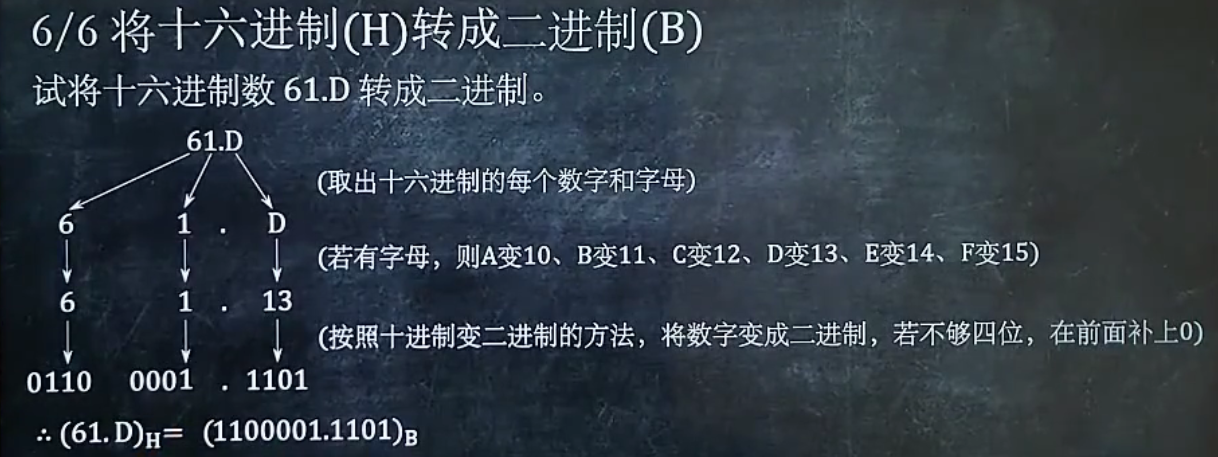 6/6 将十六进制(H)转成二进制(B)
试将十六进制数 61.D 转成二进制。
61.D
(取出十六进制的每个数字和字母)
6 1 . D
(若有字母，则A变10、B变11、C变12、D变13、E变14、F变15)
6 1 . 13
(按照十进制变二进制的方法，将数字变成二进制，若不够四位，在前面补上0)
0110 0001 . 1101
∴ (61.D)H= (1100001.1101)B